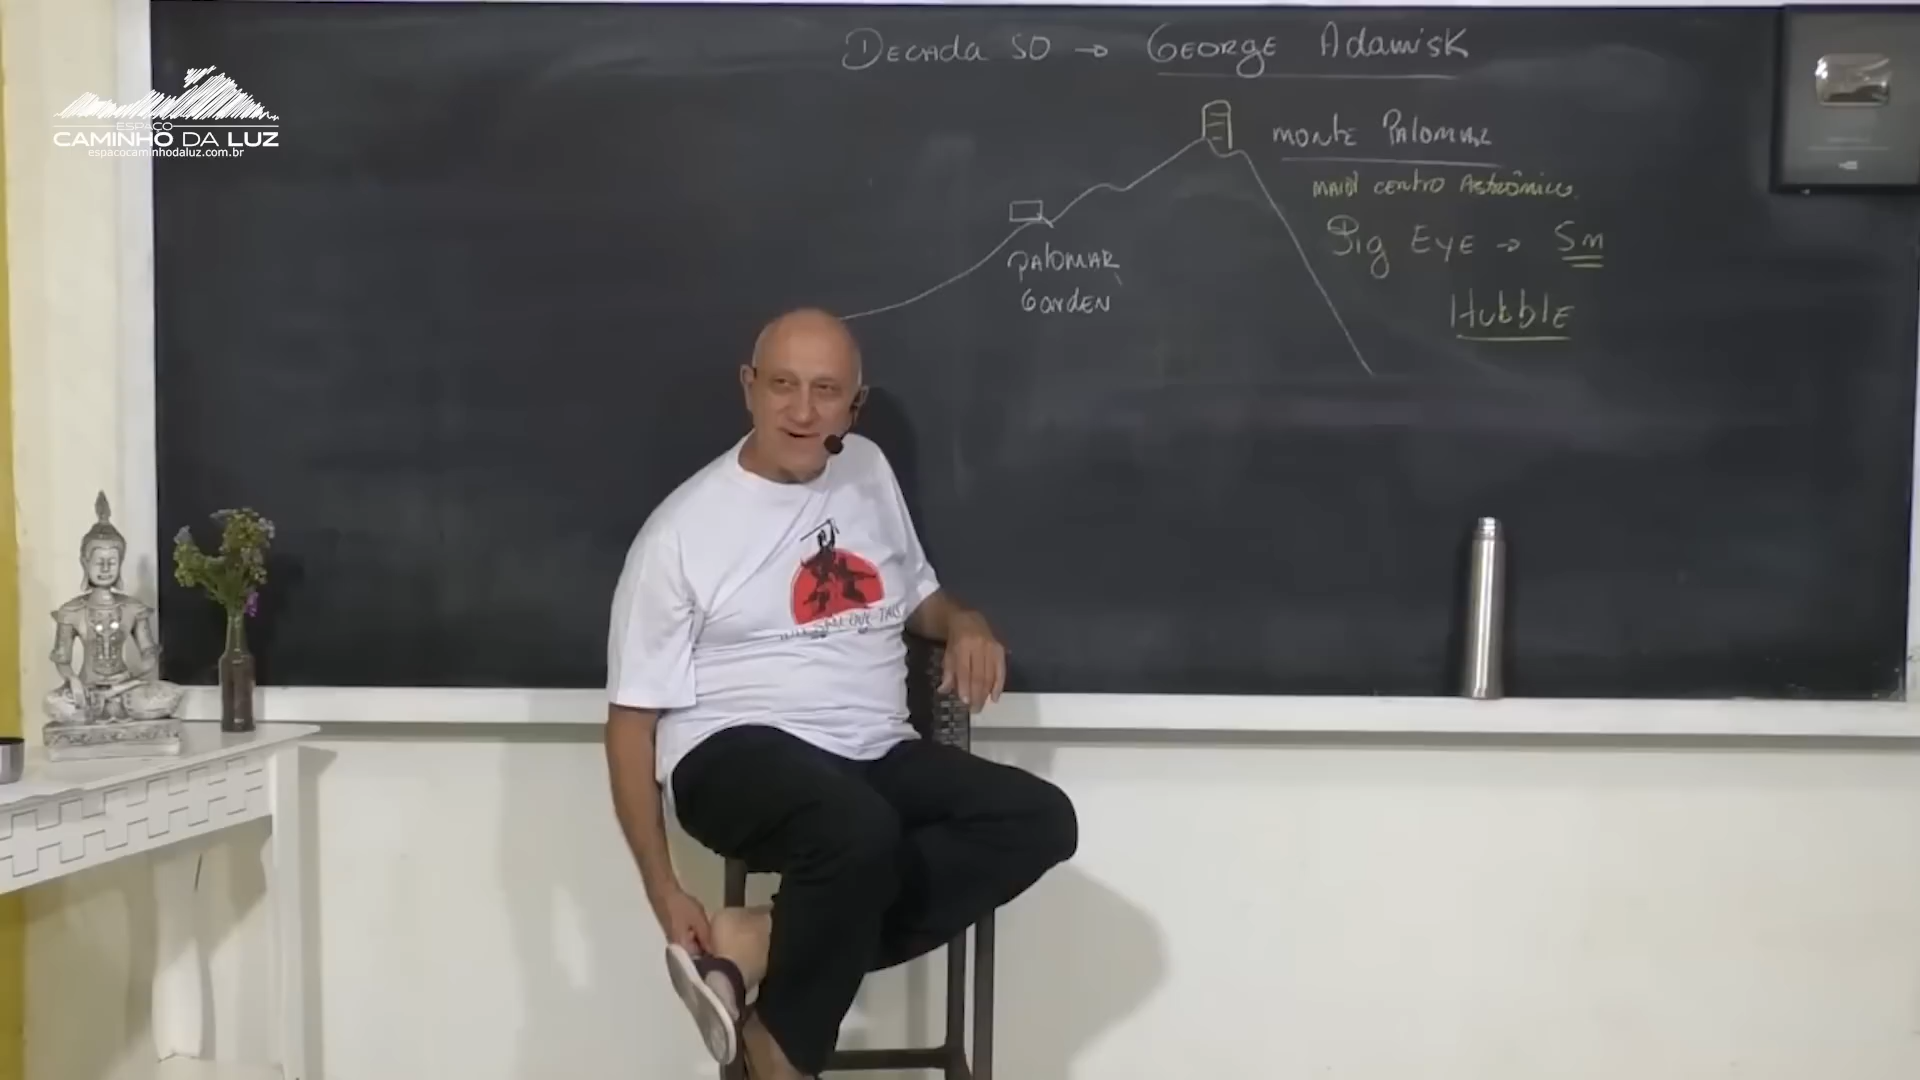 DECADA 50 → GEORGE AdamisK
ESPAÇO
CAMINHO DA LUZ
espacocaminhodaluz.com.br
MONTE PALOMAR
MAIOR CENTRO ASTRÔNMICO
BIG EYE → 5m
PALOMAR
GARDEN
HUbblE